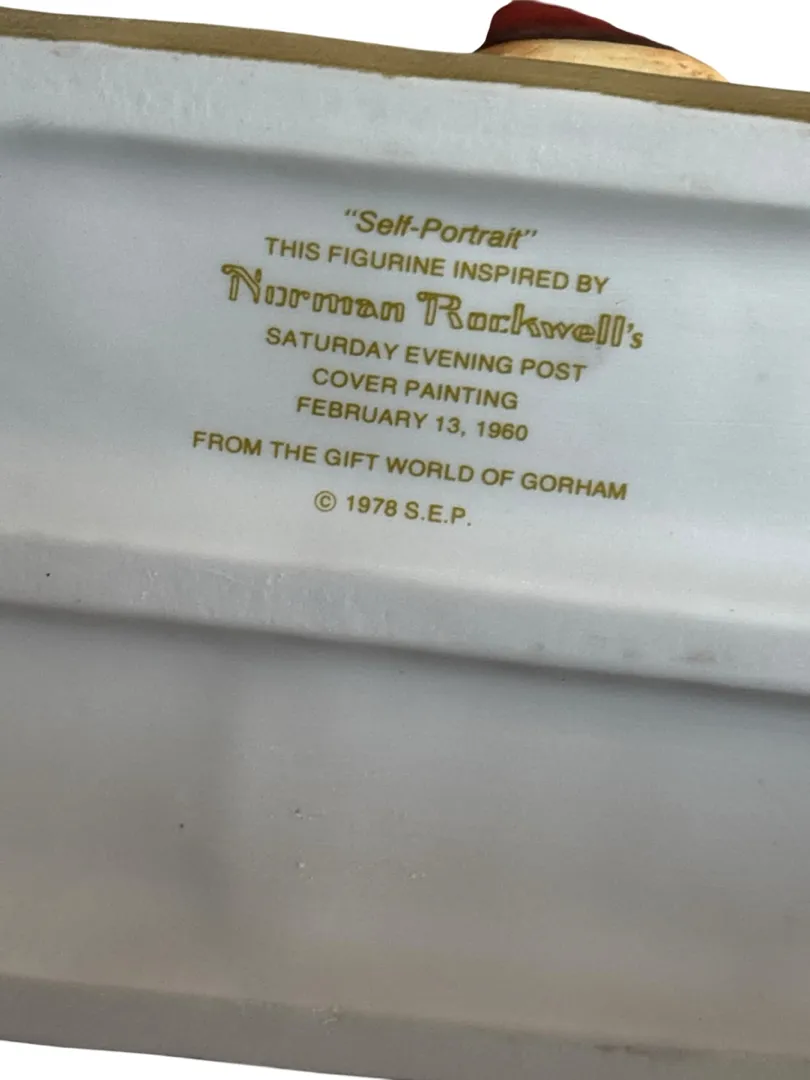 "Self-Portrait"
THIS FIGURINE INSPIRED BY
Norman Rockwell's
SATURDAY EVENING POST
COVER PAINTING
FEBRUARY 13, 1960
FROM THE GIFT WORLD OF GORHAM
© 1978 S.E.P.